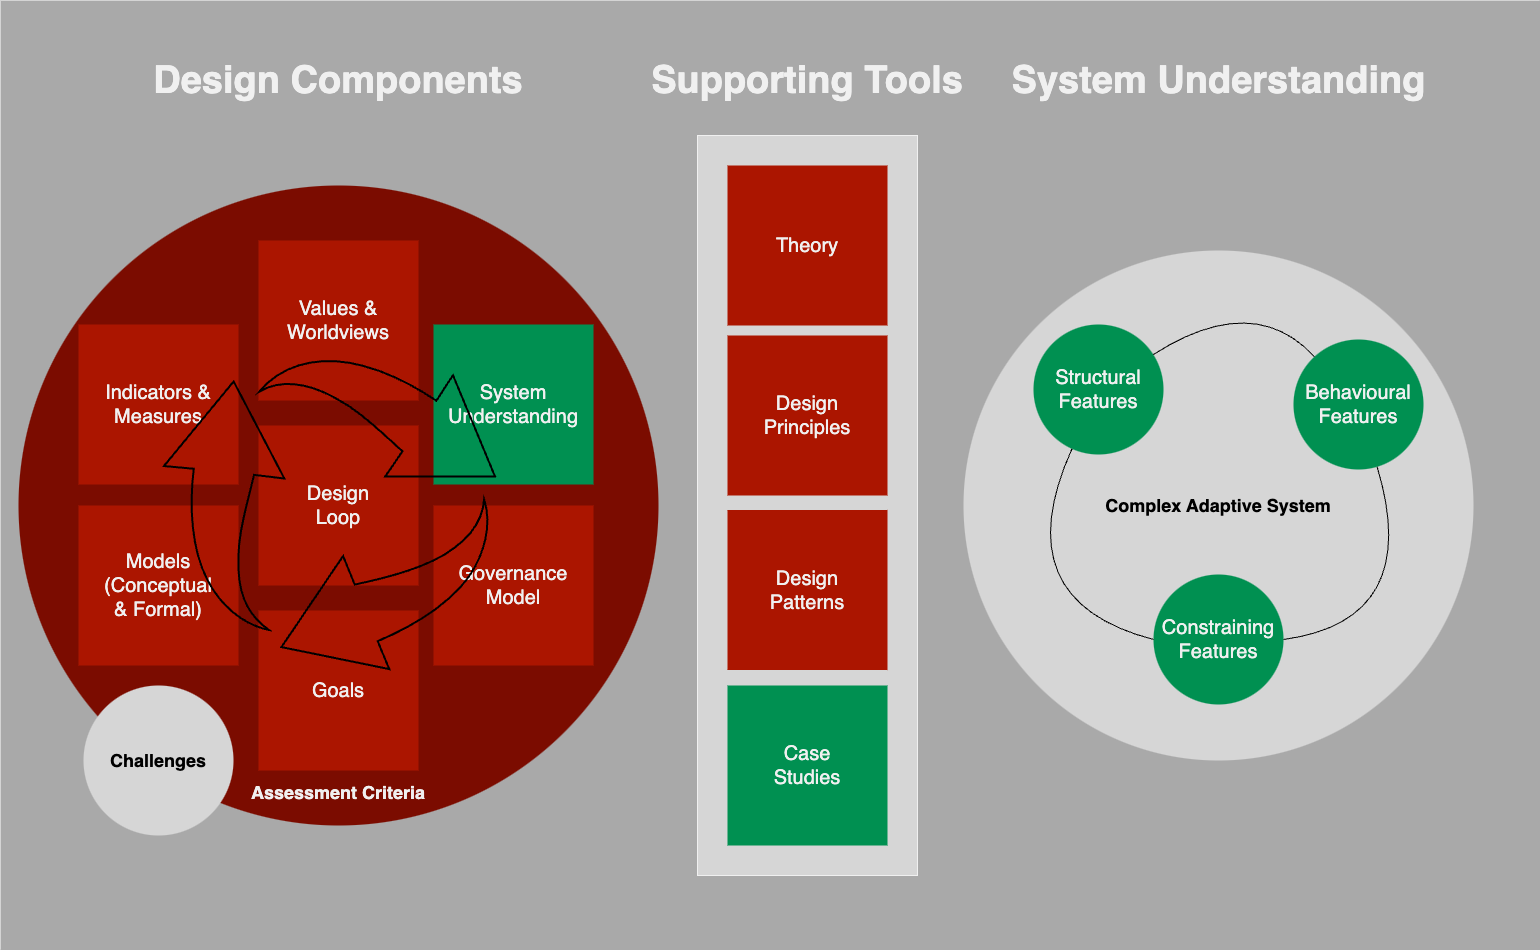 Design Components
Supporting Tools
System Understanding
Values &
Worldviews
Indicators &
Measures
System
Understanding
Design
Loop
Models
(Conceptual
& Formal)
Governance
Model
Goals
Challenges
Assessment Criteria
Theory
Design
Principles
Design
Patterns
Case
Studies
Structural
Features
Behavioural
Features
Complex Adaptive System
Constraining
Features